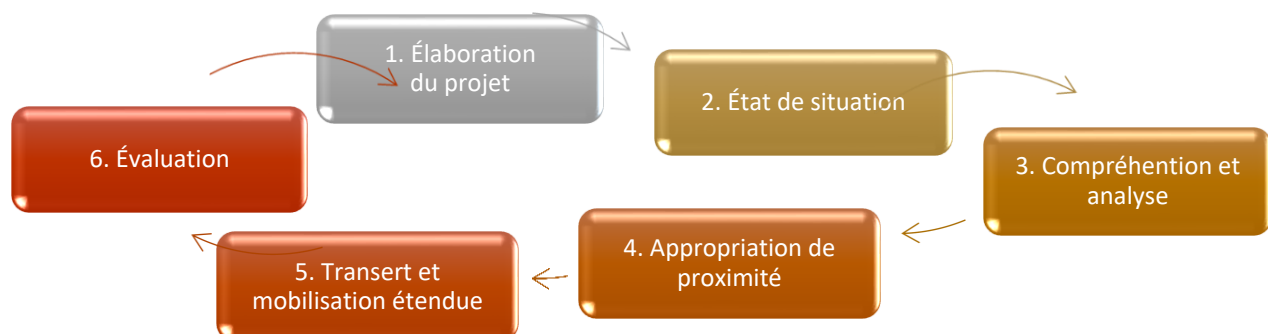 1. Élaboration
du projet
2. État de situation
3. Compréhention et
analyse
4. Appropriation de
proximité
5. Transert et
mobilisation étendue
6. Évaluation